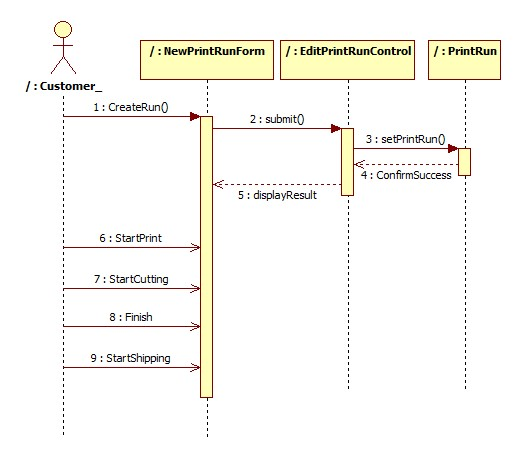 / : Customer_
/ : NewPrintRunForm
/ : EditPrintRunControl
/ : PrintRun
1 : CreateRun()
2 : submit()
3 : setPrintRun()
4 : ConfirmSuccess
5 : displayResult
6 : StartPrint
7 : StartCutting
8 : Finish
9 : StartShipping